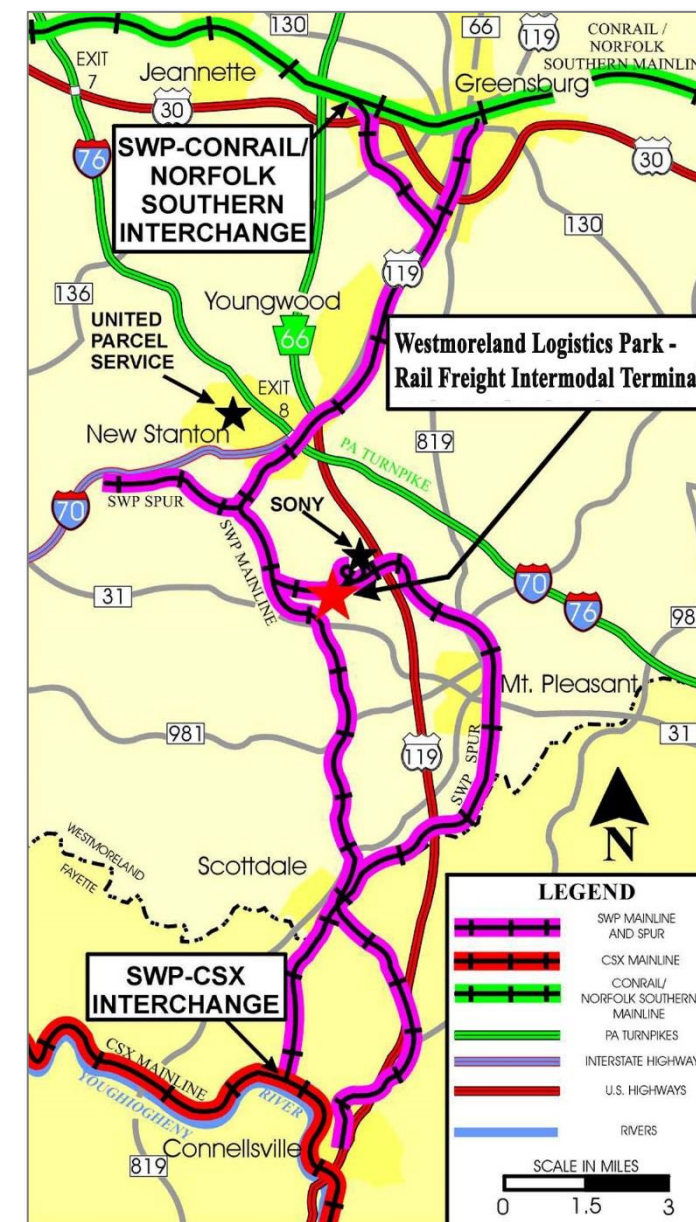 130
66
119
CONRAIL /
NORFOLK
SOUTHERN MAINLIN
EXIT
7
Jeannette
Greensburg
30
76
SWP-CONRAIL/
NORFOLK
SOUTHERN
INTERCHANGE
30
130
119
136
Youngwood
UNITED
PARCEL
SERVICE
66
Westmoreland Logistics Park -
Rail Freight Intermodal Termina
EXIT
8
New Stanton
819
PA TURNPIKE
70
SWP SPUR
SONY
SWP MAINLINE
31
70
76
98
Mt. Pleasant
981
119
31
SWP SPUR
N
WESTMORELAND
FAYETTE
Scottdale
SWP-CSX
INTERCHANGE
CSX MAINLINE
YOUGHIOGHENY
RIVER
Connellsville
819
LEGEND
SWP MAINLINE
AND SPUR
CSX MAINLINE
CONRAIL/
NORFOLK SOUTHERN
MAINLINE
PA TURNPIKES
INTERSTATE HIGHWAY
U.S. HIGHWAYS
RIVERS
SCALE IN MILES
0 1.5 3